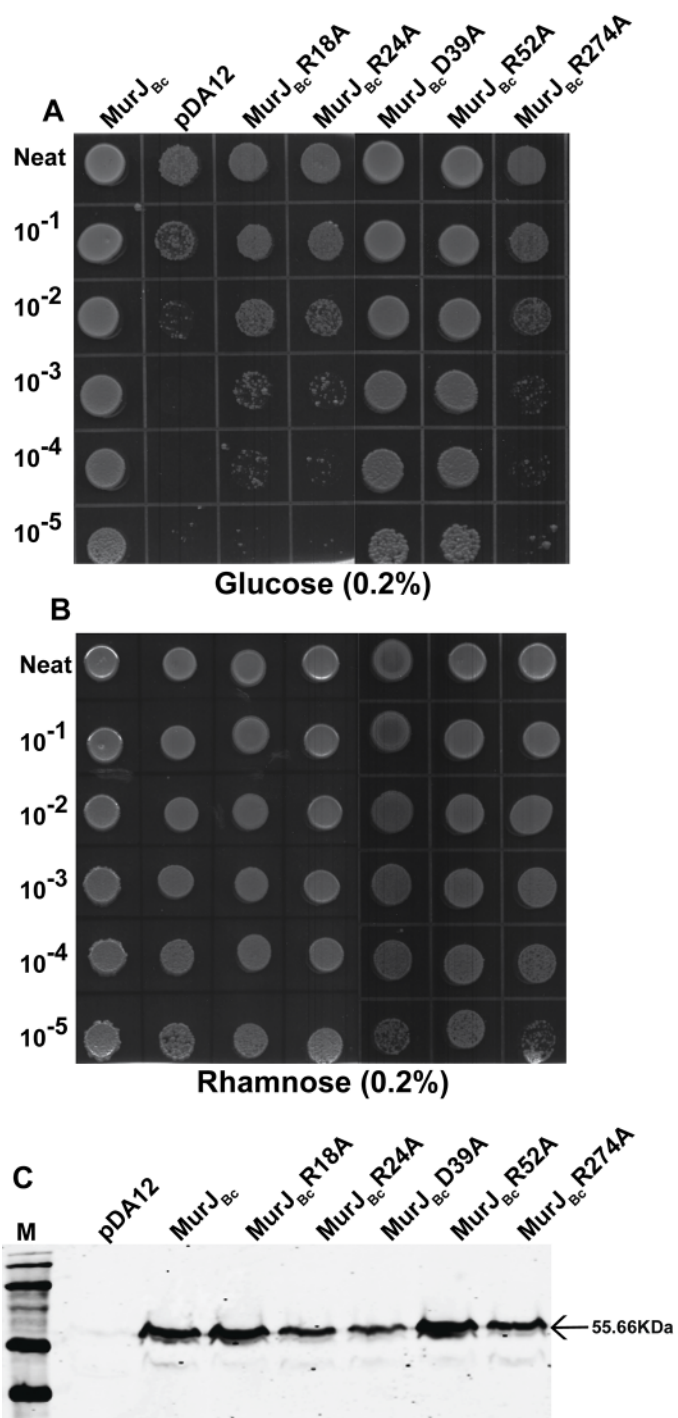 A
MurJBc
pDA12
MurJBcR18A
MurJBcR24A
MurJBcD39A
MurJBcR52A
MurJBcR274A
Neat
10-1
10-2
10-3
10-4
10-5
Glucose (0.2%)
B
Neat
10-1
10-2
10-3
10-4
10-5
Rhamnose (0.2%)
C
M
pDA12
MurJBc
MurJBcR18A
MurJBcR24A
MurJBcD39A
MurJBcR52A
MurJBcR274A
55.66KDa